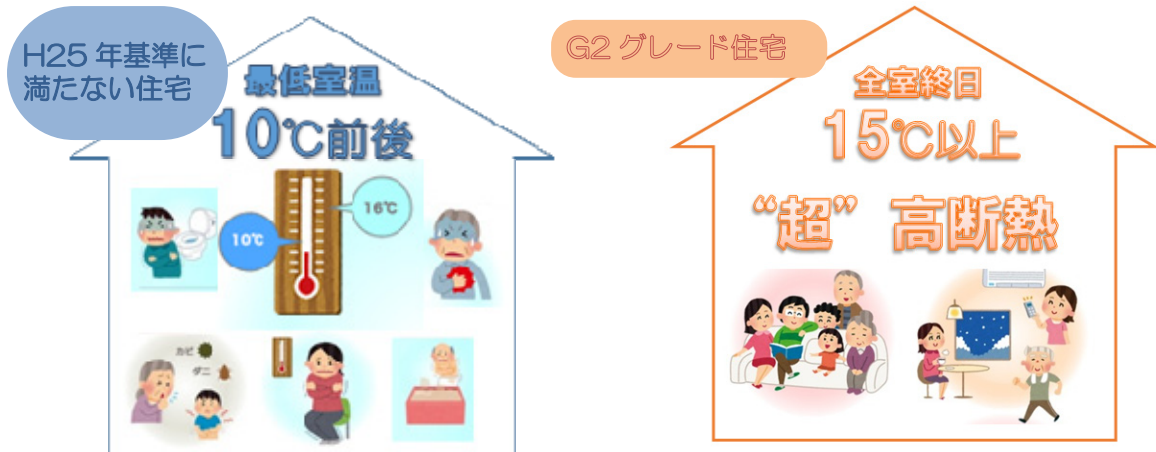 H25 年基準に
満たない住宅
最低室温
10℃前後
16℃
10℃
カビ
ダニ
G2 グレード住宅
全室終日
15℃以上
“超” 高断熱